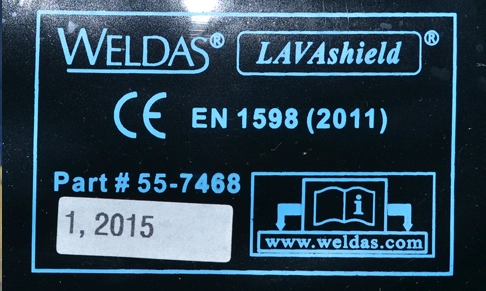 WELDAS® LAVAshield®
CE EN 1598 (2011)
Part # 55-7468
1, 2015
i
www.weldas.com